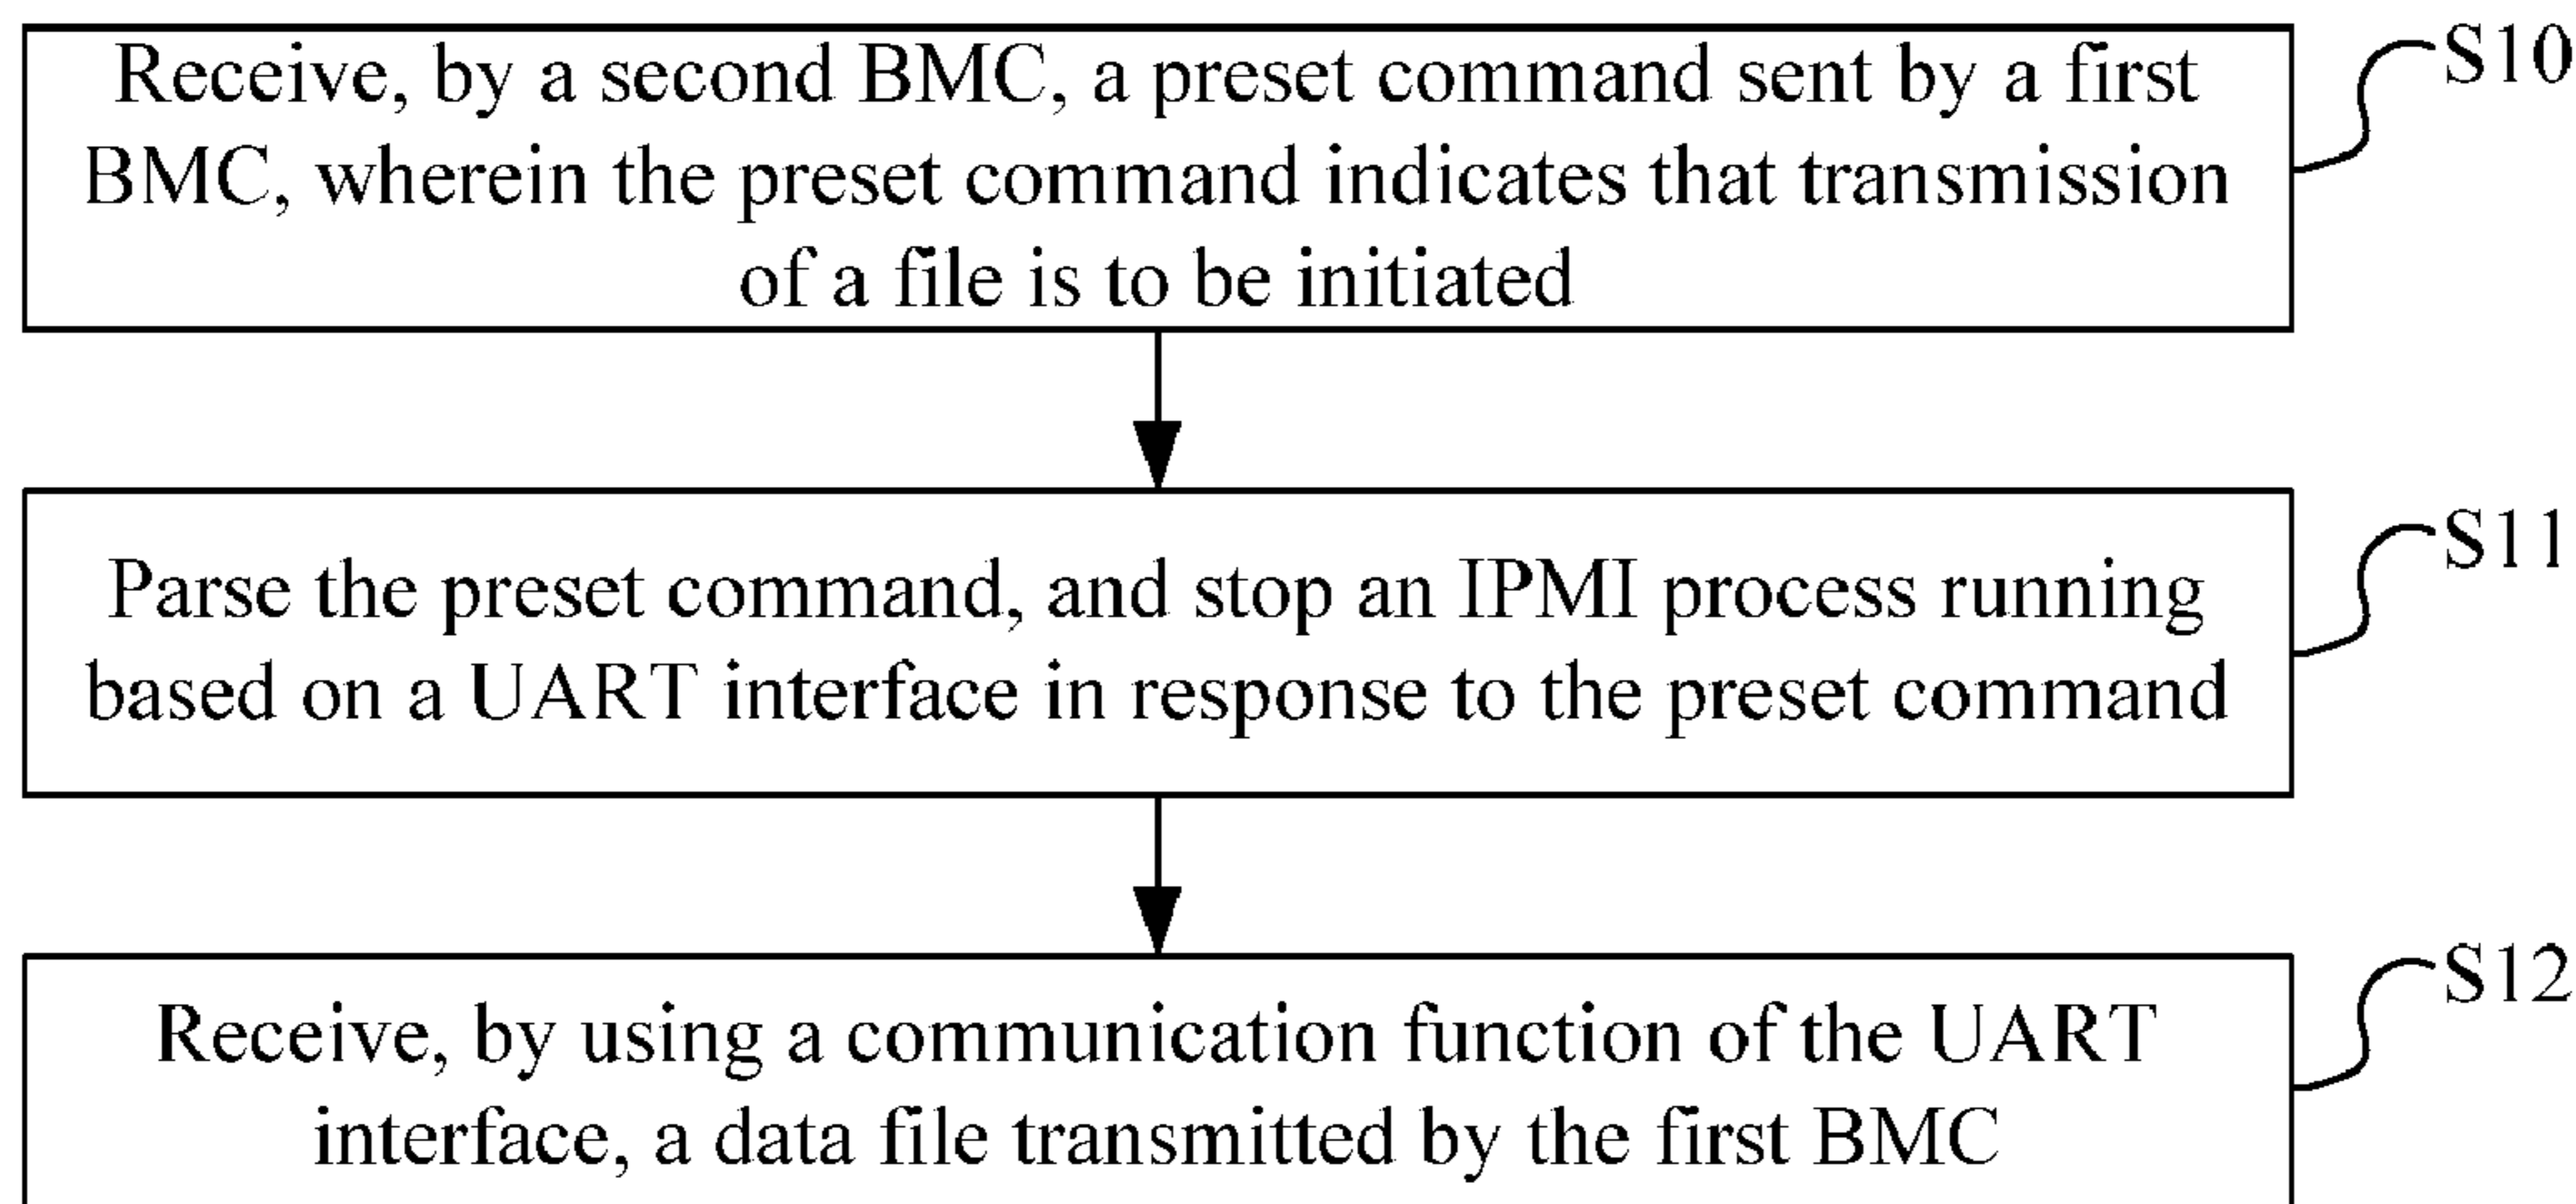 Receive, by a second BMC, a preset command sent by a first
BMC, wherein the preset command indicates that transmission
of a file is to be initiated
S10
Parse the preset command, and stop an IPMI process running
based on a UART interface in response to the preset command
S11
Receive, by using a communication function of the UART
interface, a data file transmitted by the first BMC
S12